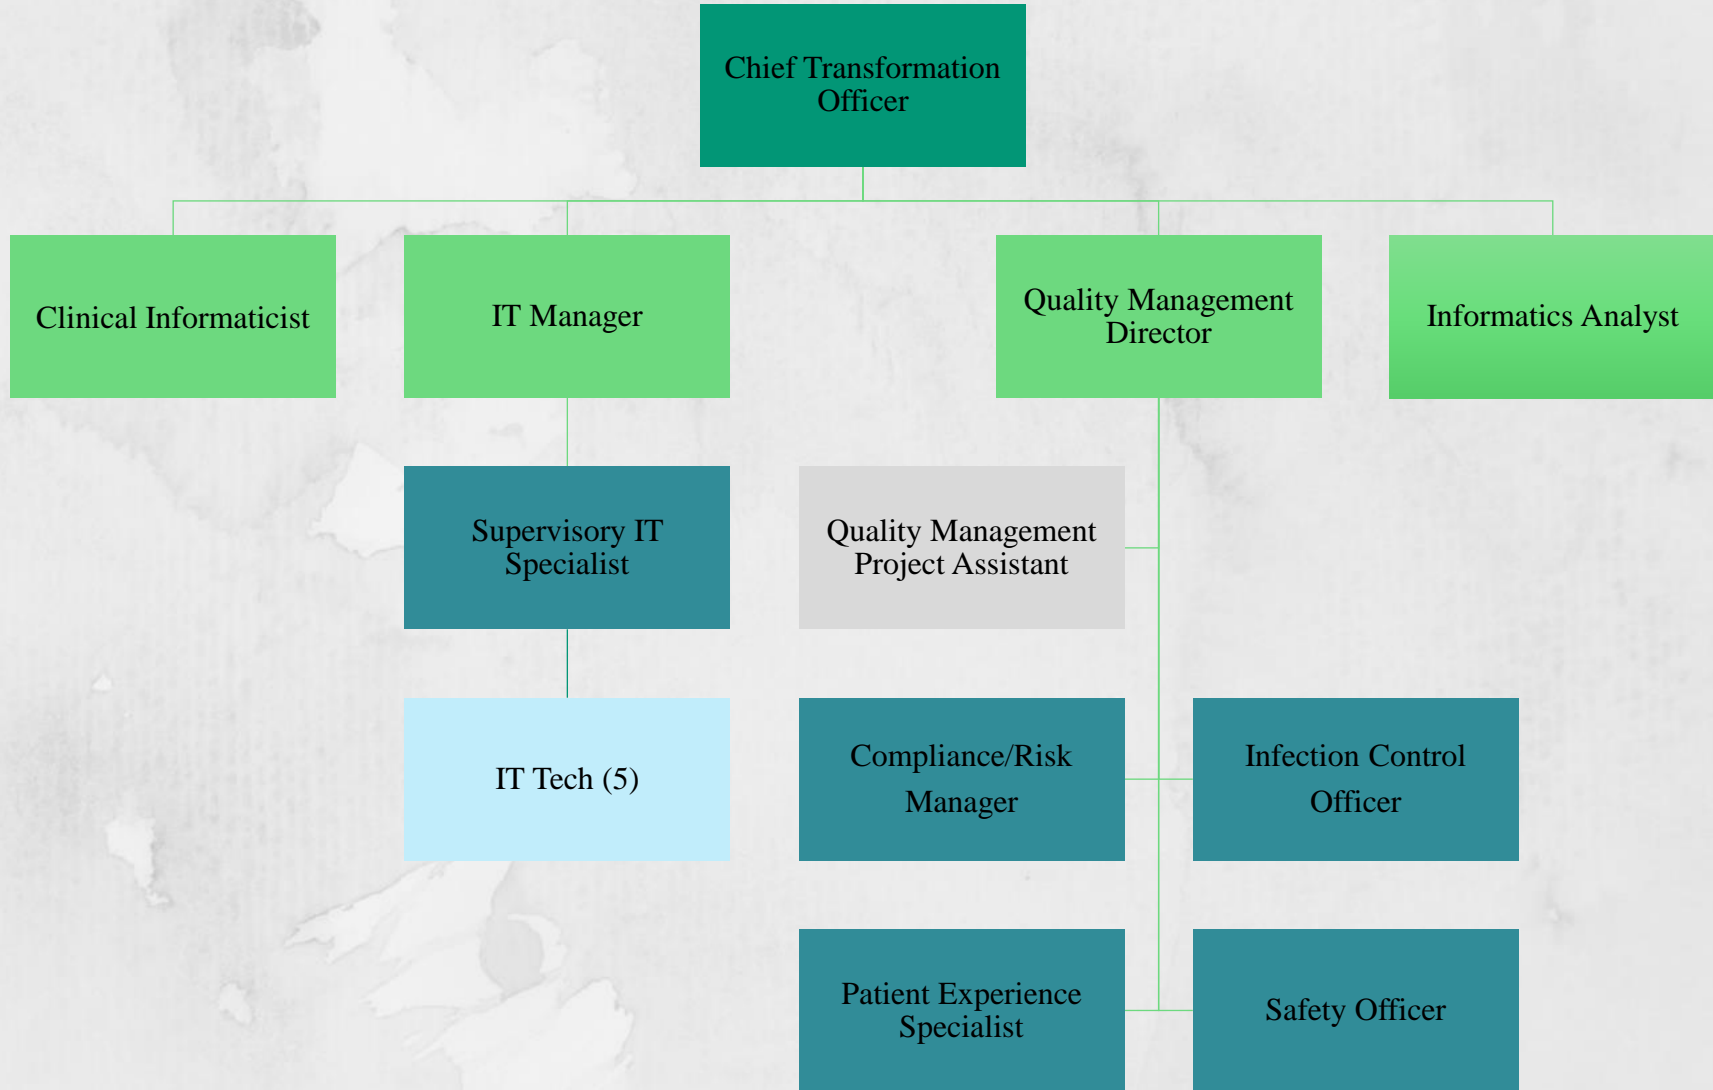 Chief Transformation
Officer
Clinical Informaticist
IT Manager
Quality Management
Director
Informatics Analyst
Supervisory IT
Specialist
Quality Management
Project Assistant
IT Tech (5)
Compliance/Risk
Manager
Infection Control
Officer
Patient Experience
Specialist
Safety Officer